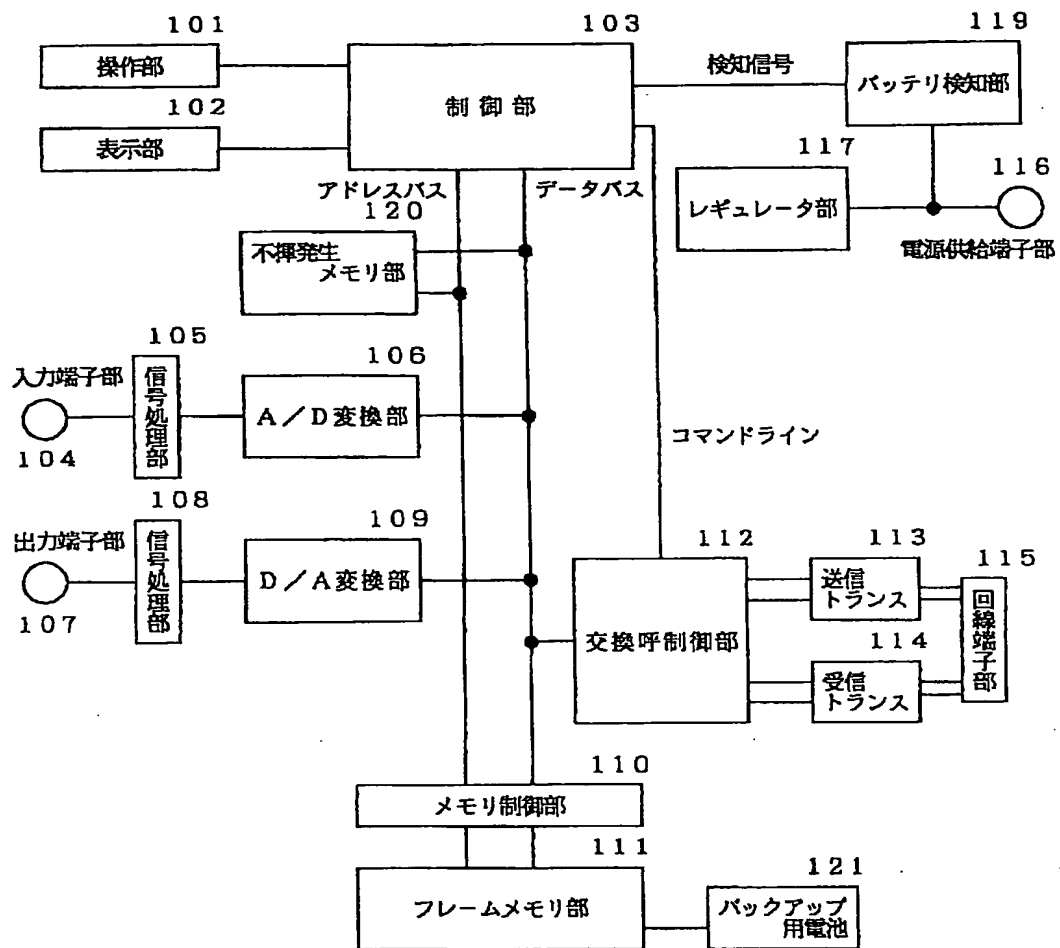 101
操作部
102
表示部
103
制御部
検知信号
119
バッテリ検知部
117
レギュレータ部
116
電源供給端子部
アドレスバス
データバス
120
不揮発生
メモリ部
105
入力端子部
104
信号処理部
106
A/D変換部
コマンドライン
108
出力端子部
107
信号処理部
109
D/A変換部
112
交換呼制御部
113
送信
トランス
114
受信
トランス
115
回線端子部
110
メモリ制御部
111
フレームメモリ部
121
バックアップ
用電池